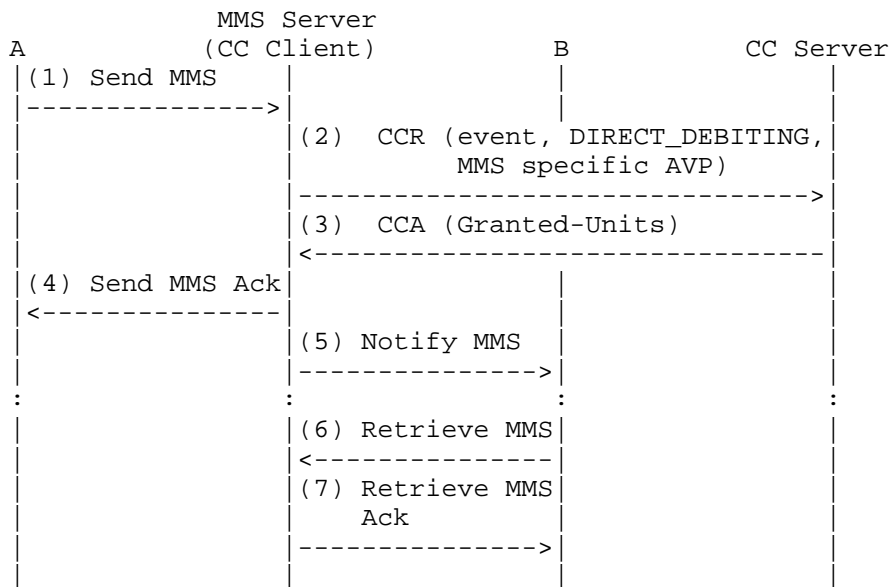 MMS Server
A (CC Client) B CC Server
(1) Send MMS
(2) CCR (event, DIRECT_DEBITING,
MMS specific AVP)
(3) CCA (Granted-Units)
(4) Send MMS Ack
(5) Notify MMS
(6) Retrieve MMS
(7) Retrieve MMS
Ack